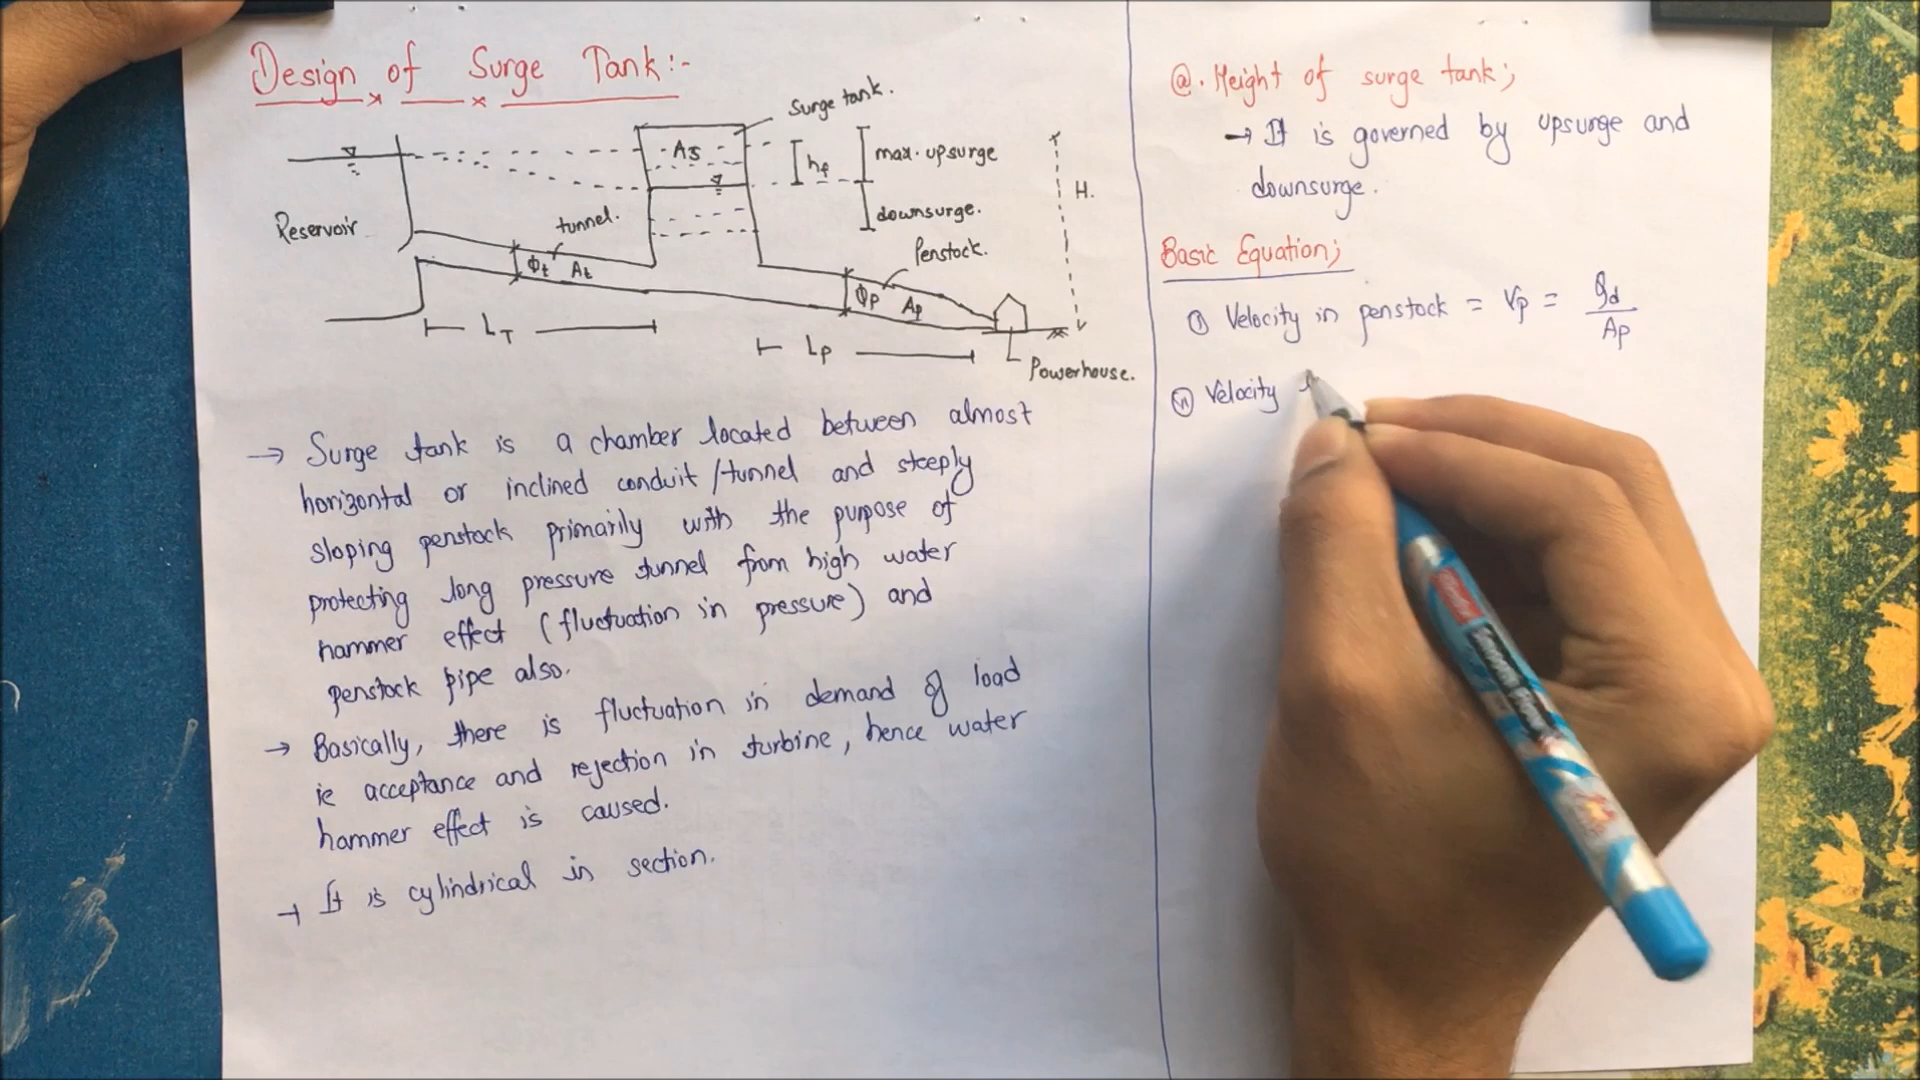 Design of Surge Tank:-
Surge tank.
As
hf
max. upsurge
H.
Reservoir
tunnel.
downsurge.
Penstock.
Φt At
Φp Ap
LT
Lp
Powerhouse.
→ Surge tank is a chamber located between almost
horizontal or inclined conduit /tunnel and steeply
sloping penstock primarily with the purpose of
protecting long pressure tunnel from high water
hammer effect (fluctuation in pressure) and
penstock pipe also.
→ Basically, there is fluctuation in demand of load
ie acceptance and rejection in turbine, hence water
hammer effect is caused.
→ It is cylindrical in section.
@. Height of surge tank;
→ It is governed by upsurge and
downsurge.
Basic Equation;
① Velocity in penstock = Vp = Qd
Ap
Velocity